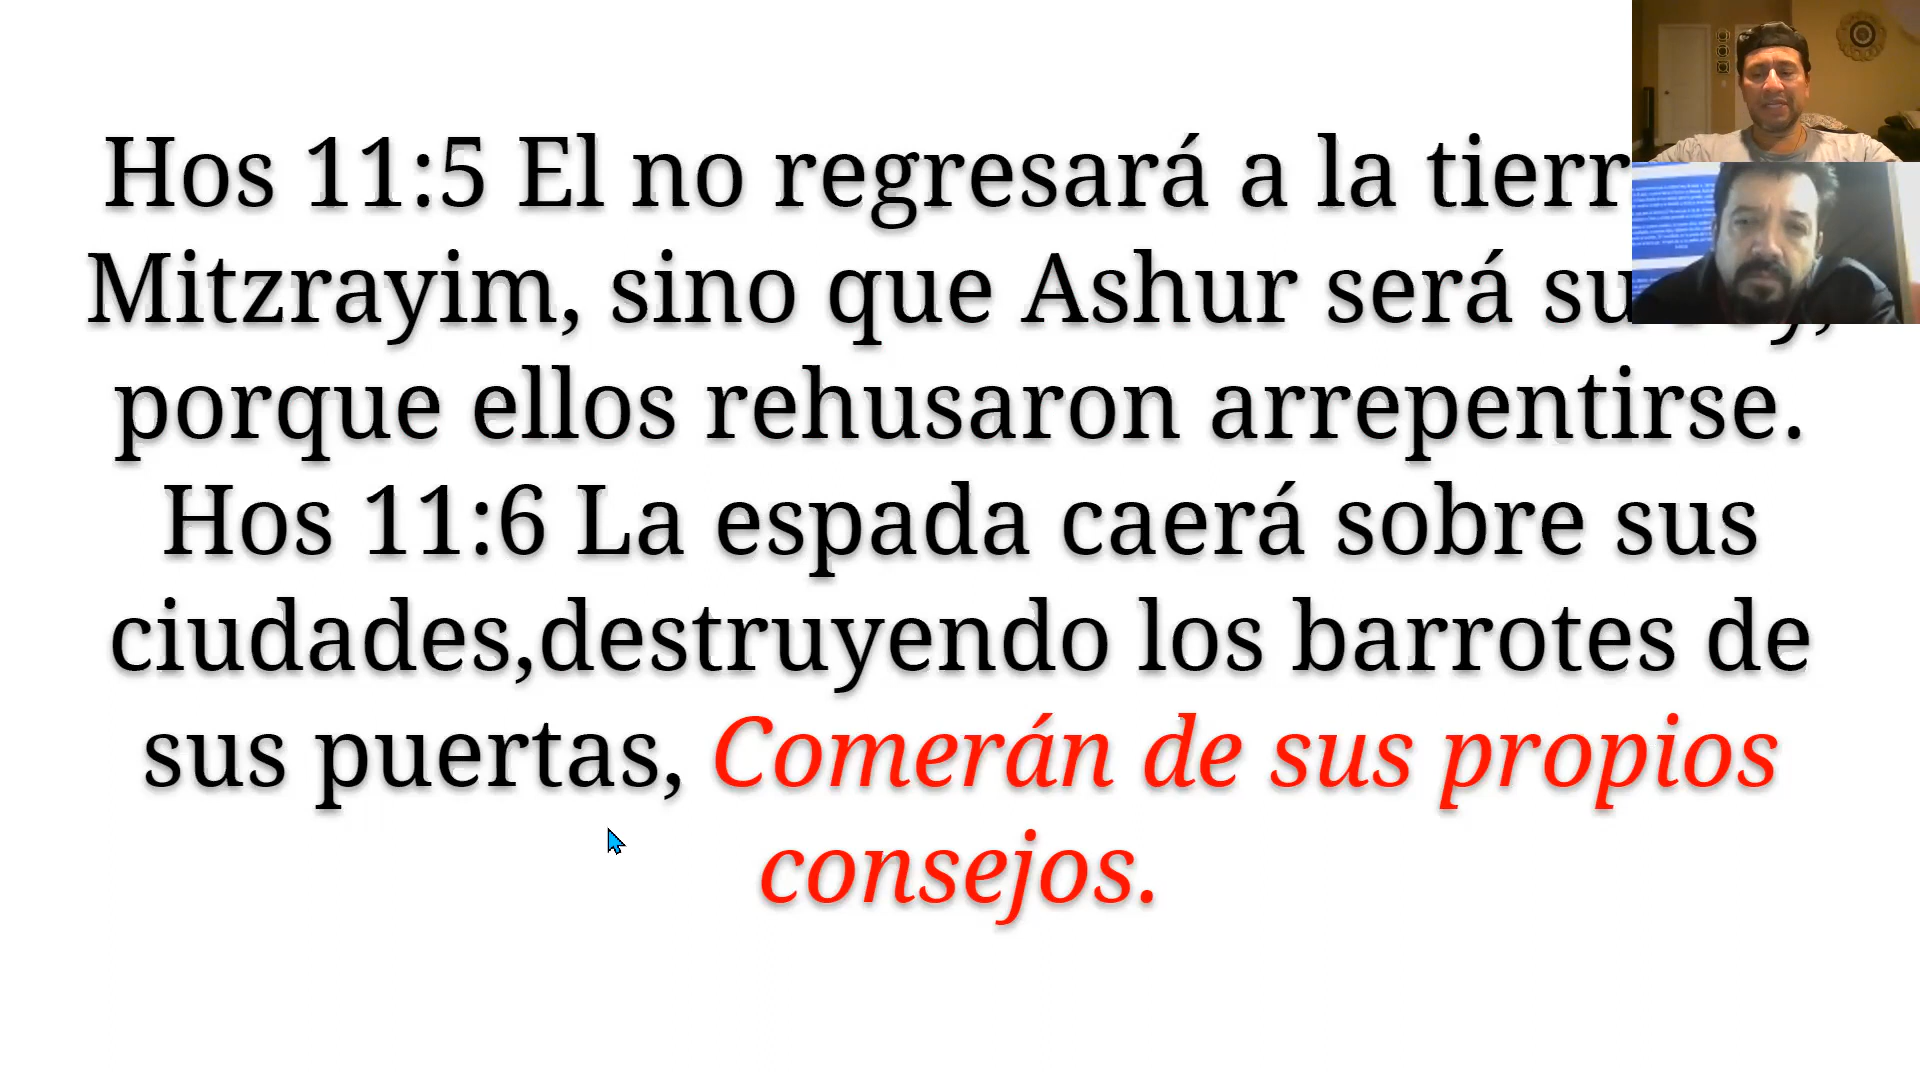 Hos 11:5 El no regresará a la tierr
Mitzrayim, sino que Ashur será su
porque ellos rehusaron arrepentirse.
Hos 11:6 La espada caerá sobre sus
ciudades,destruyendo los barrotes de
sus puertas, Comerán de sus propios
consejos.